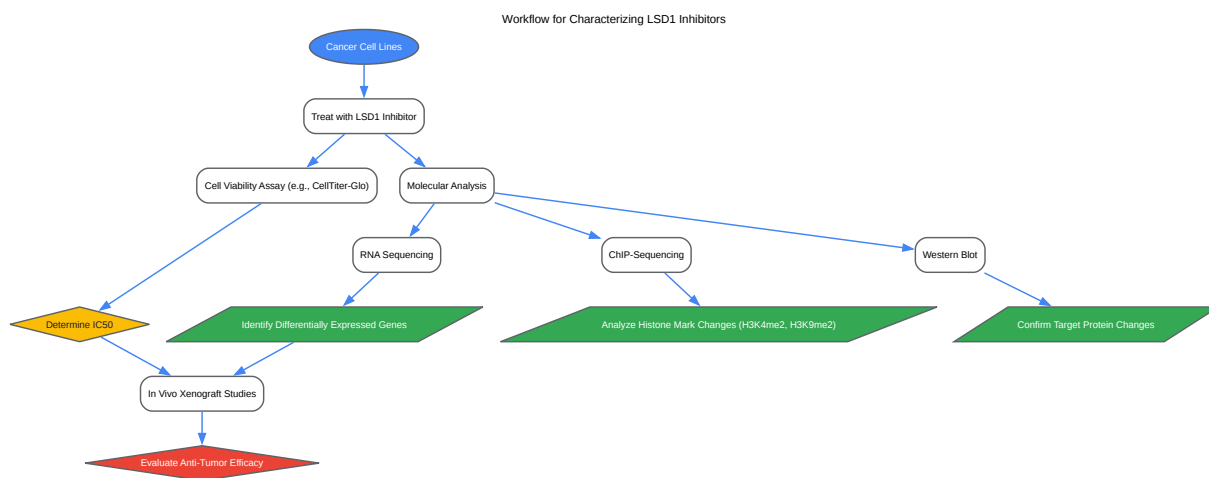 Workflow for Characterizing LSD1 Inhibitors
Cancer Cell Lines
Treat with LSD1 Inhibitor
Cell Viability Assay (e.g., CellTiter-Glo)
Molecular Analysis
RNA Sequencing
ChIP-Sequencing
Western Blot
Determine IC50
Identify Differentially Expressed Genes
Analyze Histone Mark Changes (H3K4me2, H3K9me2)
Confirm Target Protein Changes
In Vivo Xenograft Studies
Evaluate Anti-Tumor Efficacy